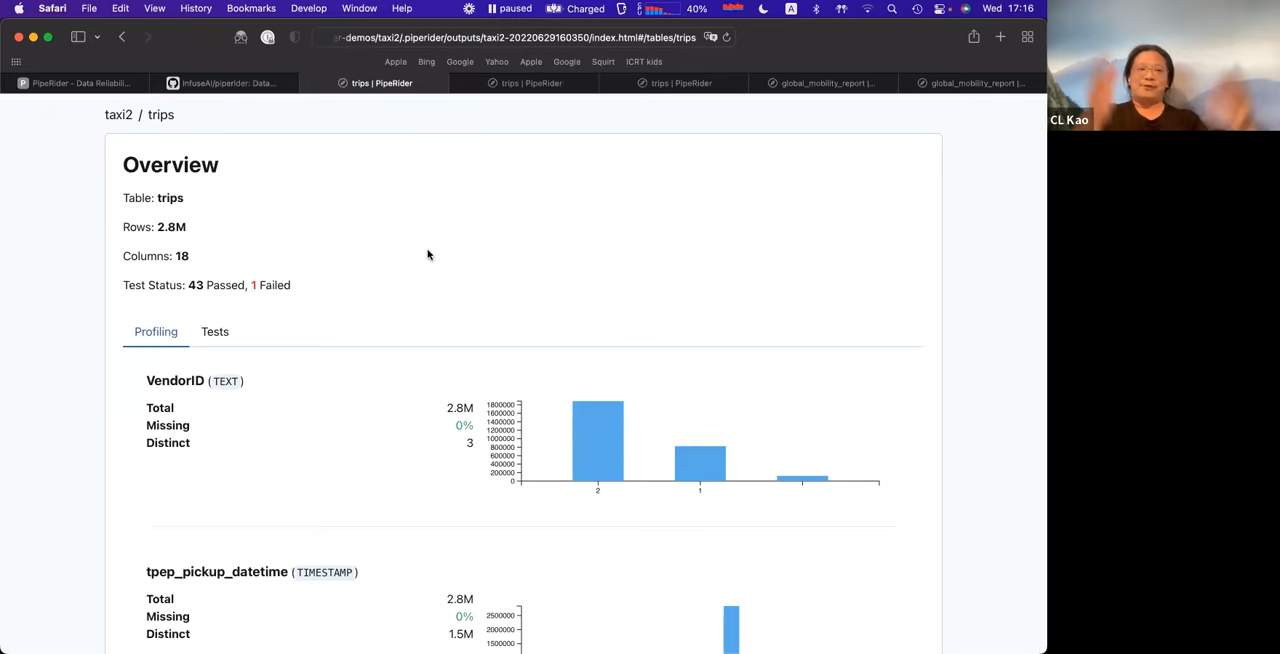 Safari File Edit View History Bookmarks Develop Window Help paused Charged 40% A Wed 17:16
gr-demos/taxi2/.piperider/outputs/taxi2-20220629160350/index.html#/tables/trips
Apple Bing Google Yahoo Apple Google Squirt ICRT kids
PipeRider - Data Reliabili... InfuseAI/piperider: Data... trips | PipeRider trips | PipeRider trips | PipeRider global_mobility_report |... global_mobility_report |...
CL Kao
taxi2 / trips
Overview
Table: trips
Rows: 2.8M
Columns: 18
Test Status: 43 Passed, 1 Failed
Profiling Tests
VendorID (TEXT)
Total 2.8M
Missing 0%
Distinct 3
1800000
1600000
1400000
1200000
1000000
800000
600000
400000
200000
0
2 1
tpep_pickup_datetime (TIMESTAMP)
Total 2.8M
Missing 0%
Distinct 1.5M
2500000
2000000
1500000